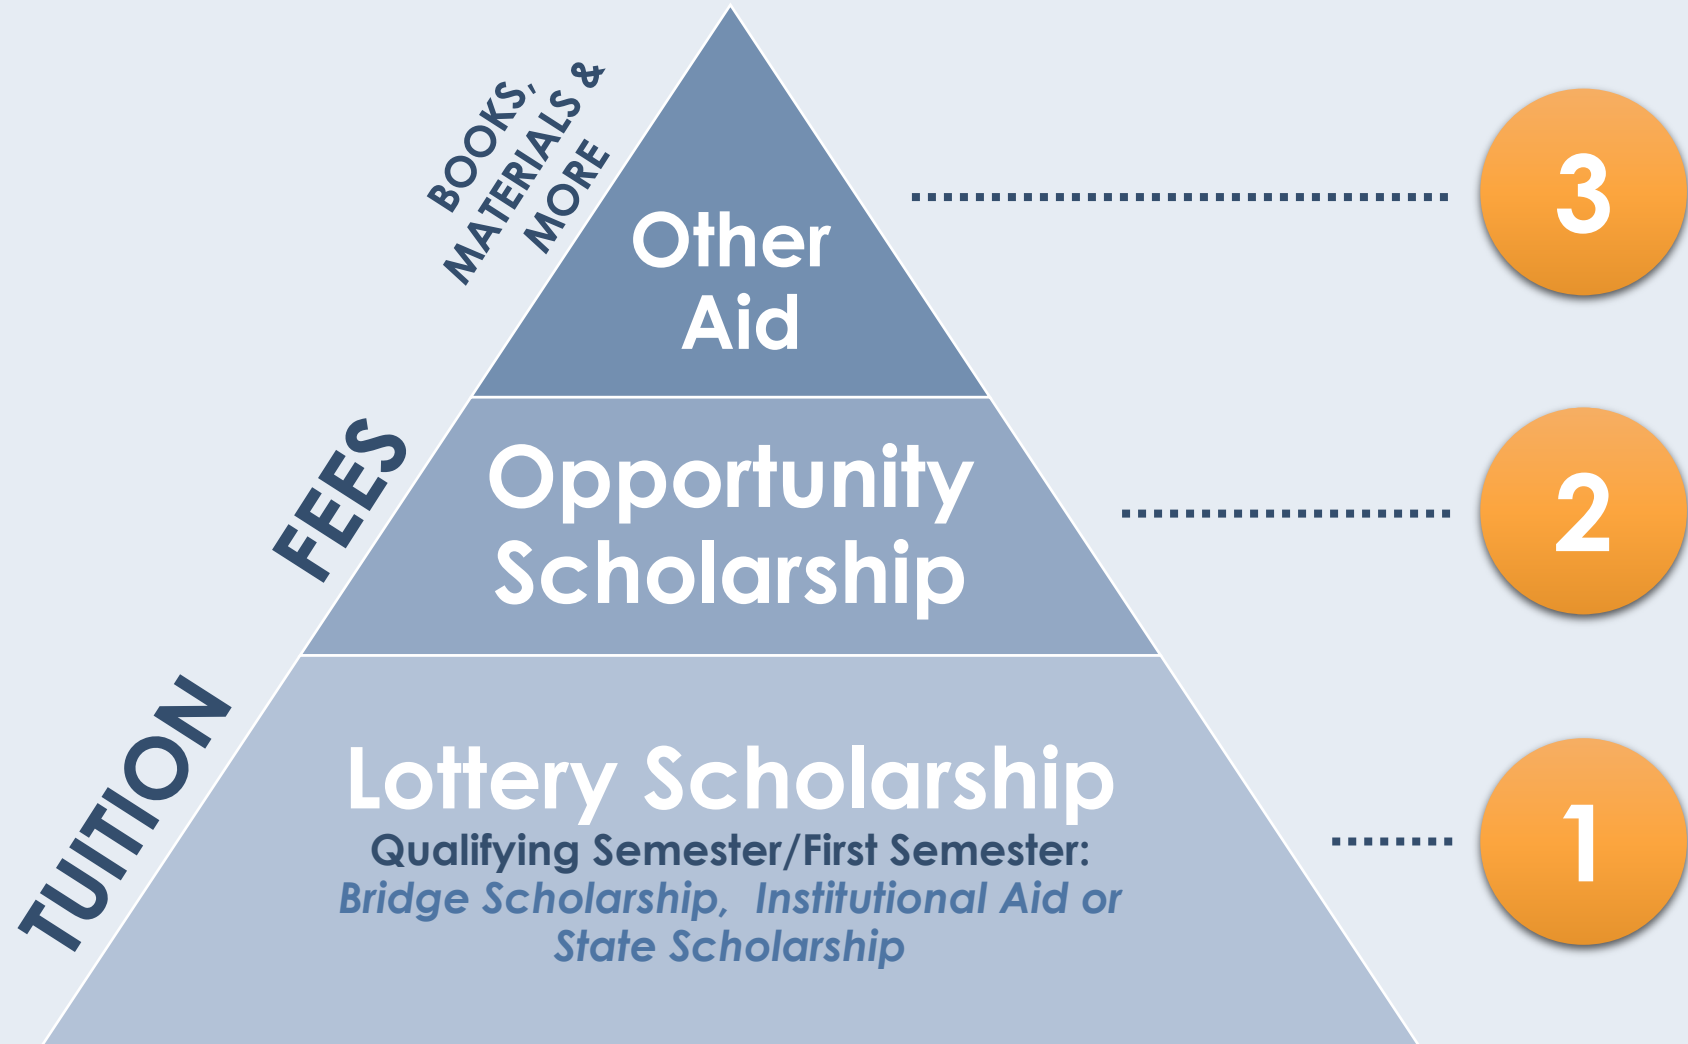 BOOKS,
MATERIALS &
MORE
Other
Aid
3
FEES
Opportunity
Scholarship
2
TUITION
Lottery Scholarship
Qualifying Semester/First Semester:
Bridge Scholarship, Institutional Aid or
State Scholarship
1